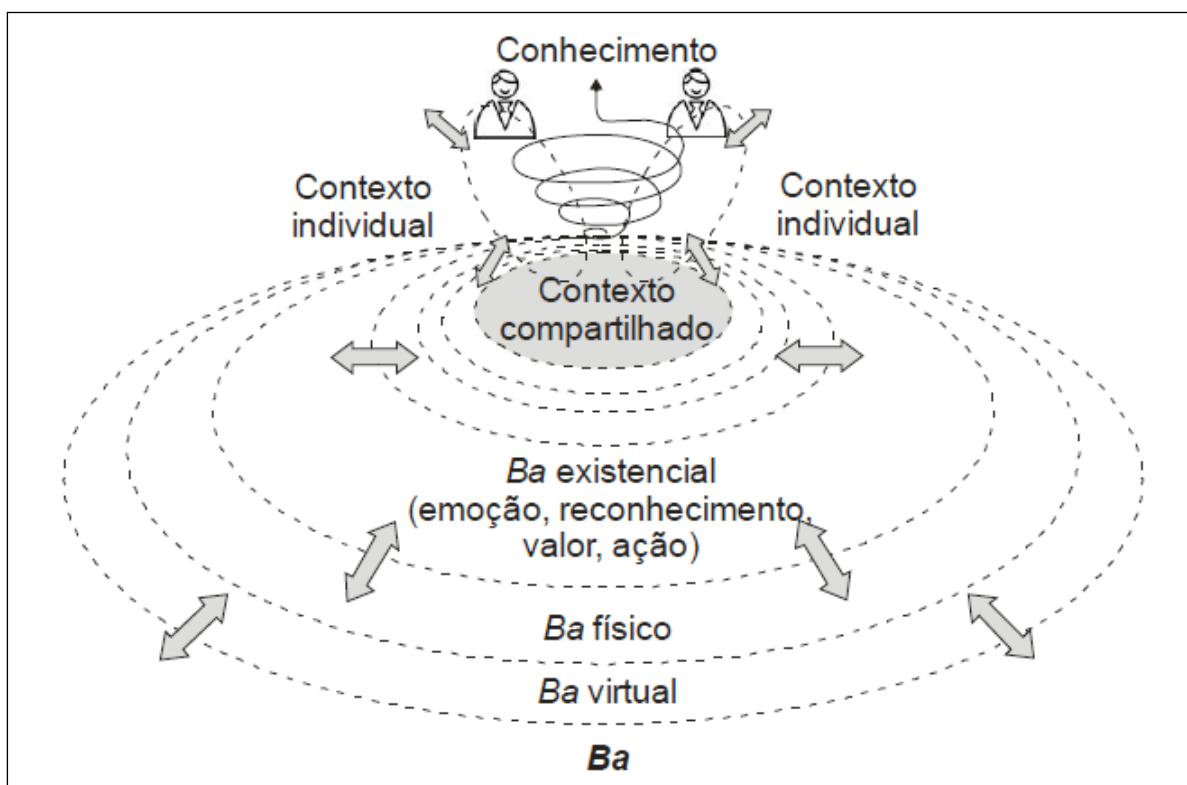 Conhecimento
Contexto
individual
Contexto
individual
Contexto
compartilhado
Ba existencial
(emoção, reconhecimento,
valor, ação)
Ba físico
Ba virtual
Ba